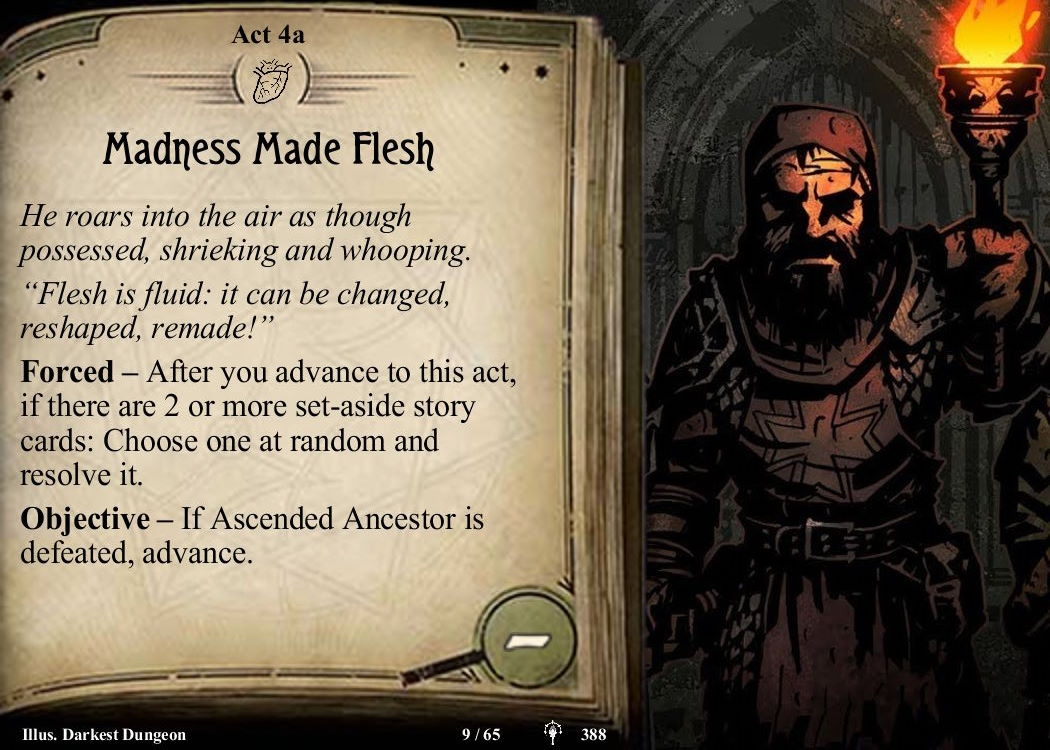 Act 4a
Madness Made Flesh
He roars into the air as though
possessed, shrieking and whooping.
“Flesh is fluid: it can be changed,
reshaped, remade!”
Forced – After you advance to this act,
if there are 2 or more set-aside story
cards: Choose one at random and
resolve it.
Objective – If Ascended Ancestor is
defeated, advance.
–
Illus. Darkest Dungeon 9 / 65 388